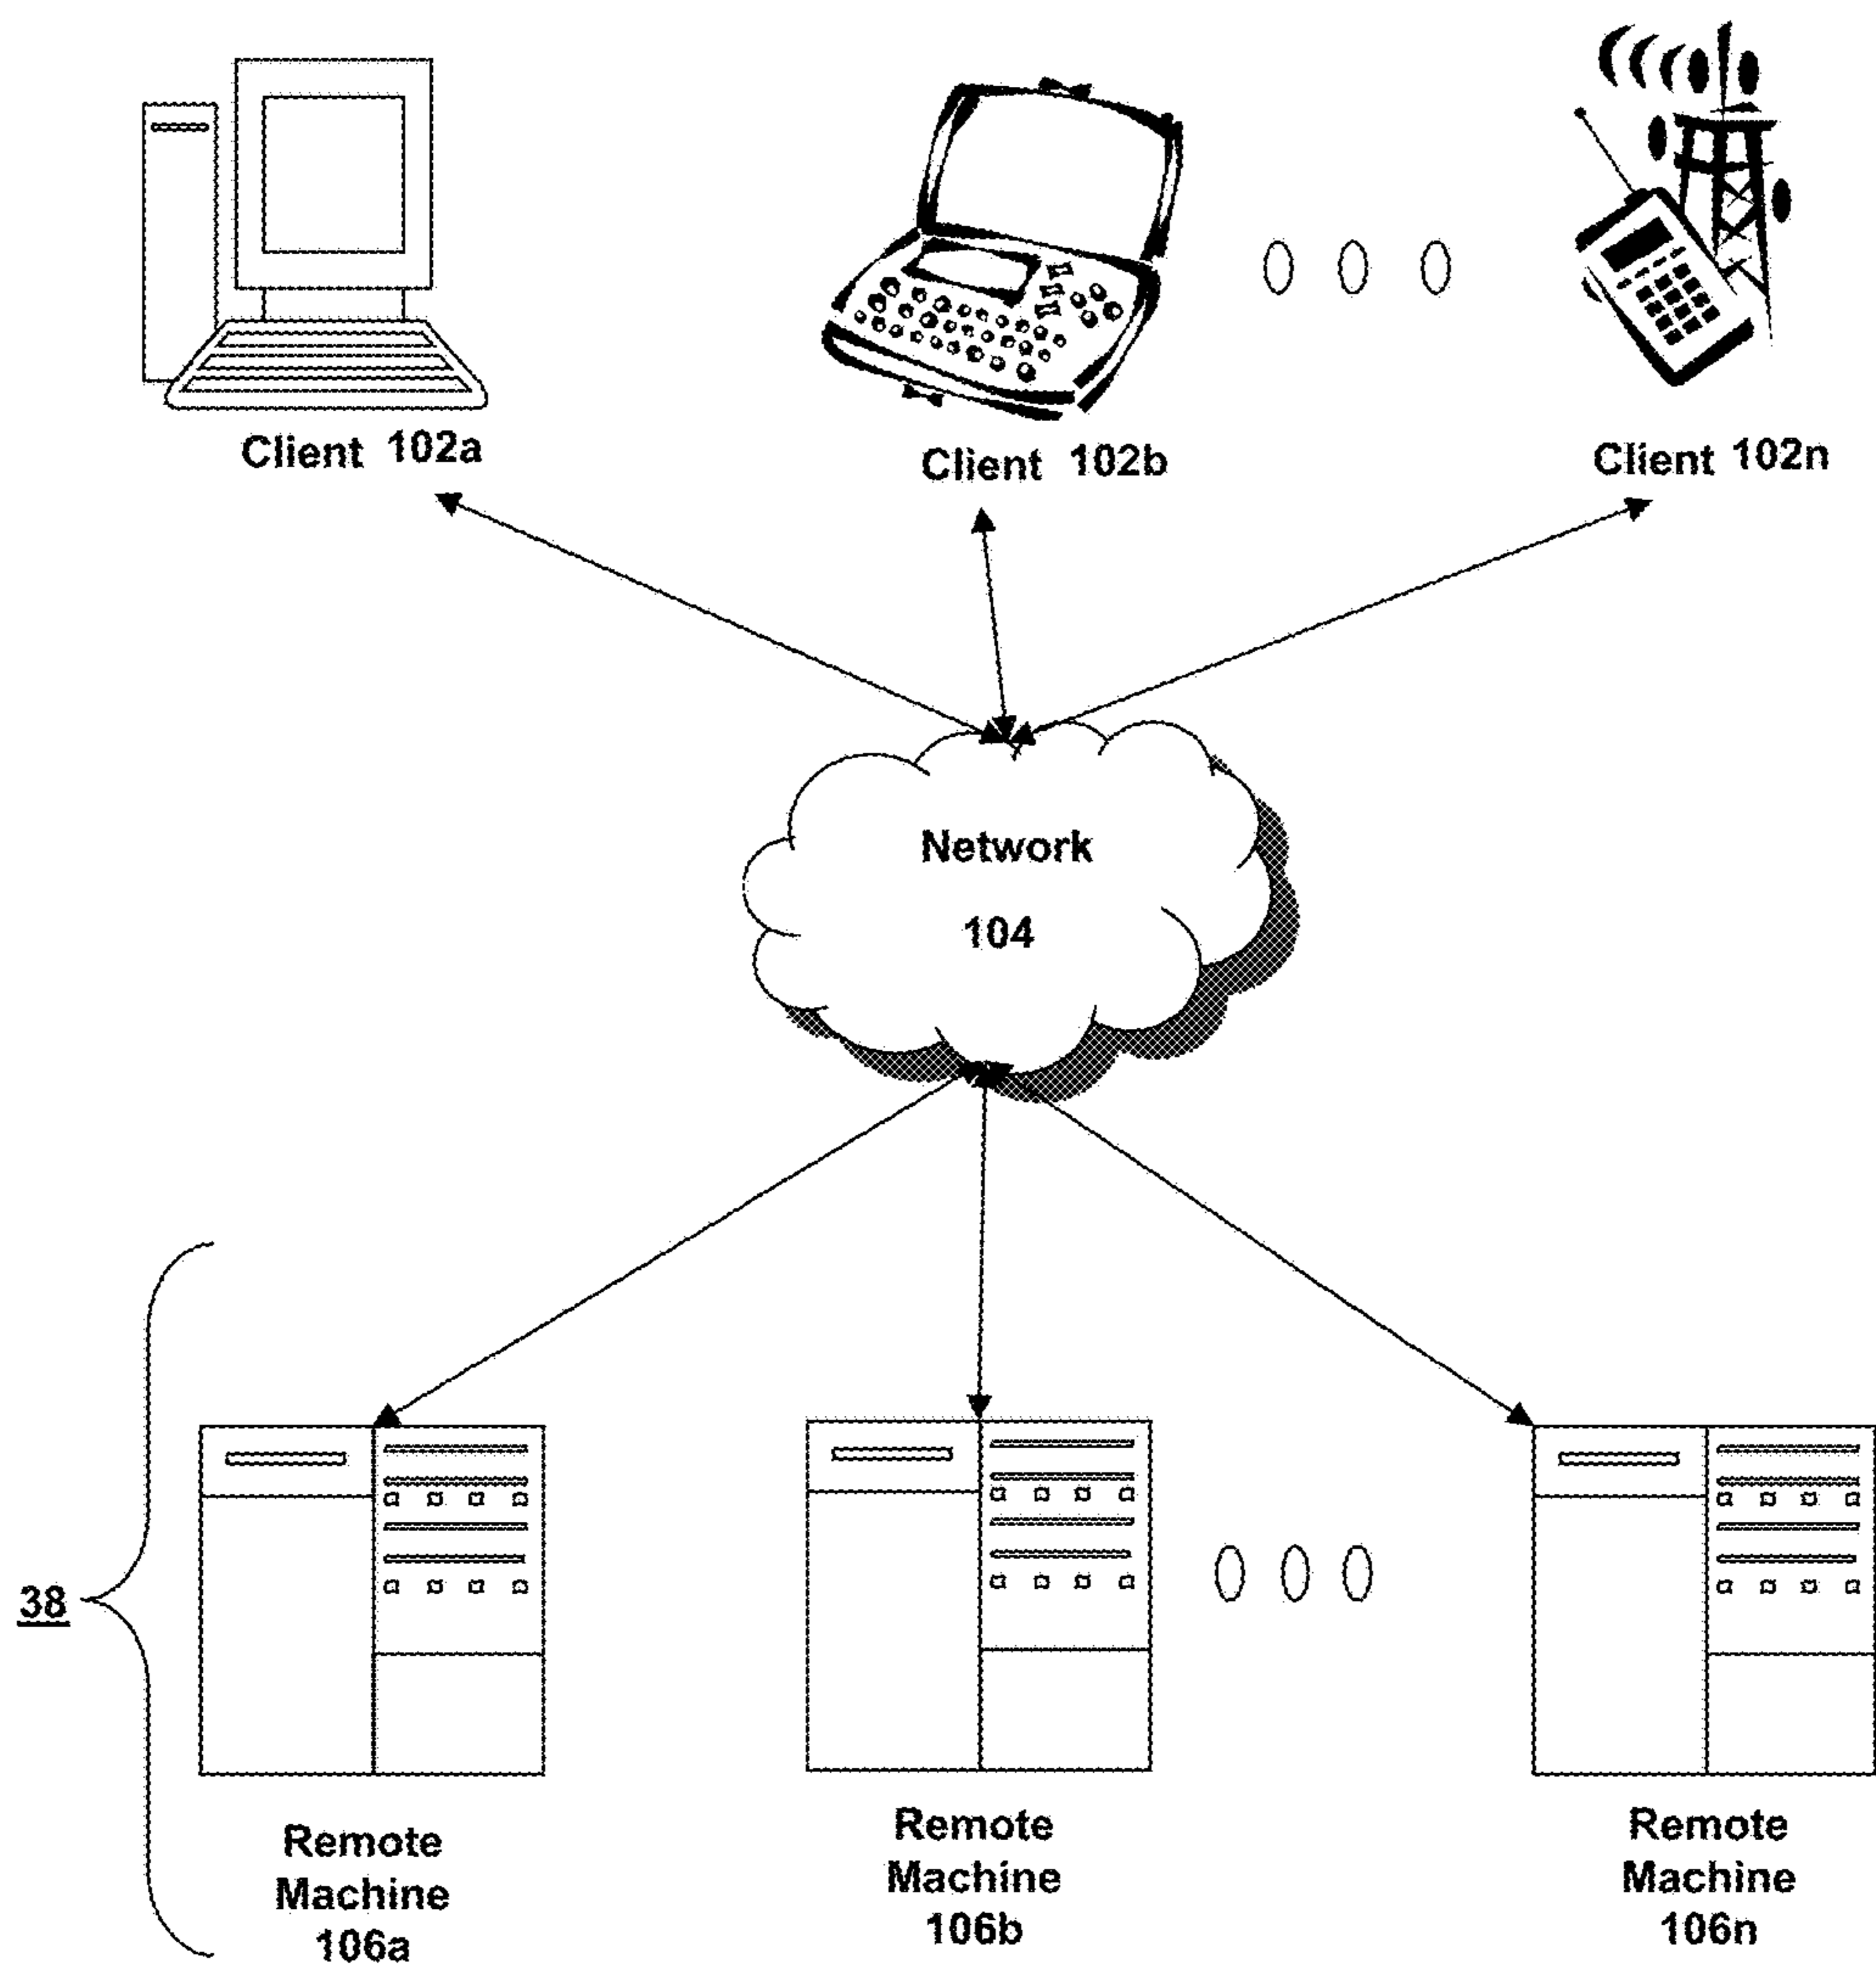 Client 102a
Client 102b
Client 102n
Network
104
38
Remote
Machine
106a
Remote
Machine
106b
Remote
Machine
106n